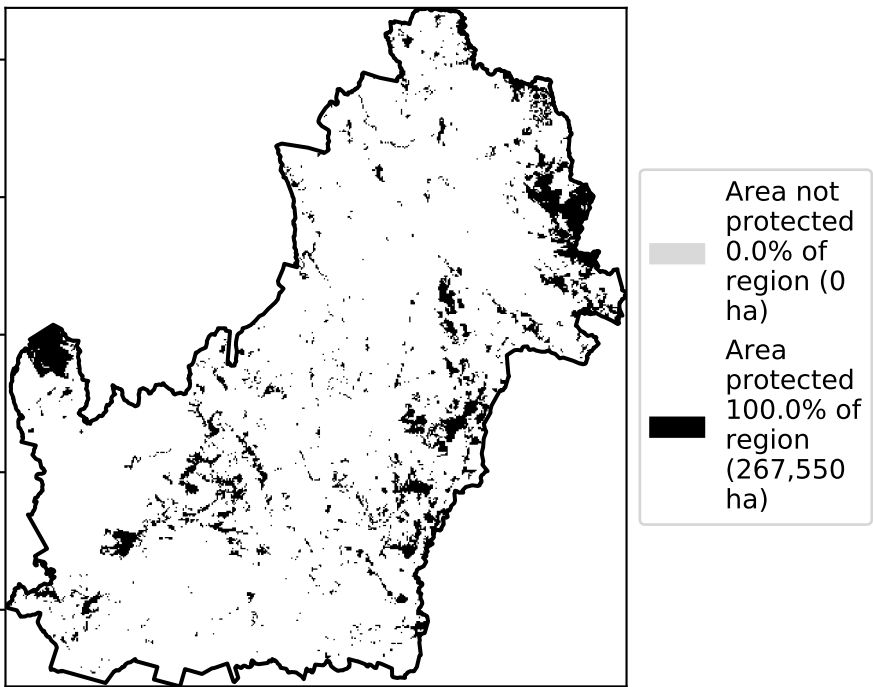 Area not
protected
0.0% of
region (0
ha)
Area
protected
100.0% of
region
(267,550
ha)